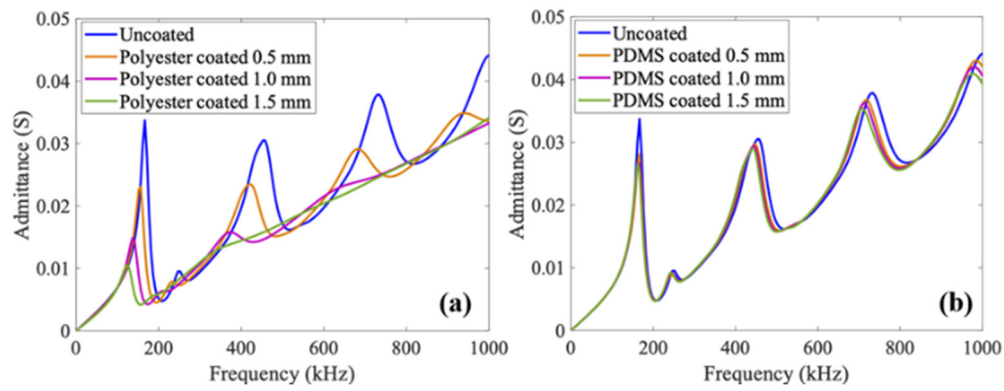 0.05
0.04
0.03
0.02
0.01
0
Admittance (S)
Uncoated
Polyester coated 0.5 mm
Polyester coated 1.0 mm
Polyester coated 1.5 mm
(a)
0 200 400 600 800 1000
Frequency (kHz)
0.05
0.04
0.03
0.02
0.01
0
Admittance (S)
Uncoated
PDMS coated 0.5 mm
PDMS coated 1.0 mm
PDMS coated 1.5 mm
(b)
0 200 400 600 800 1000
Frequency (kHz)